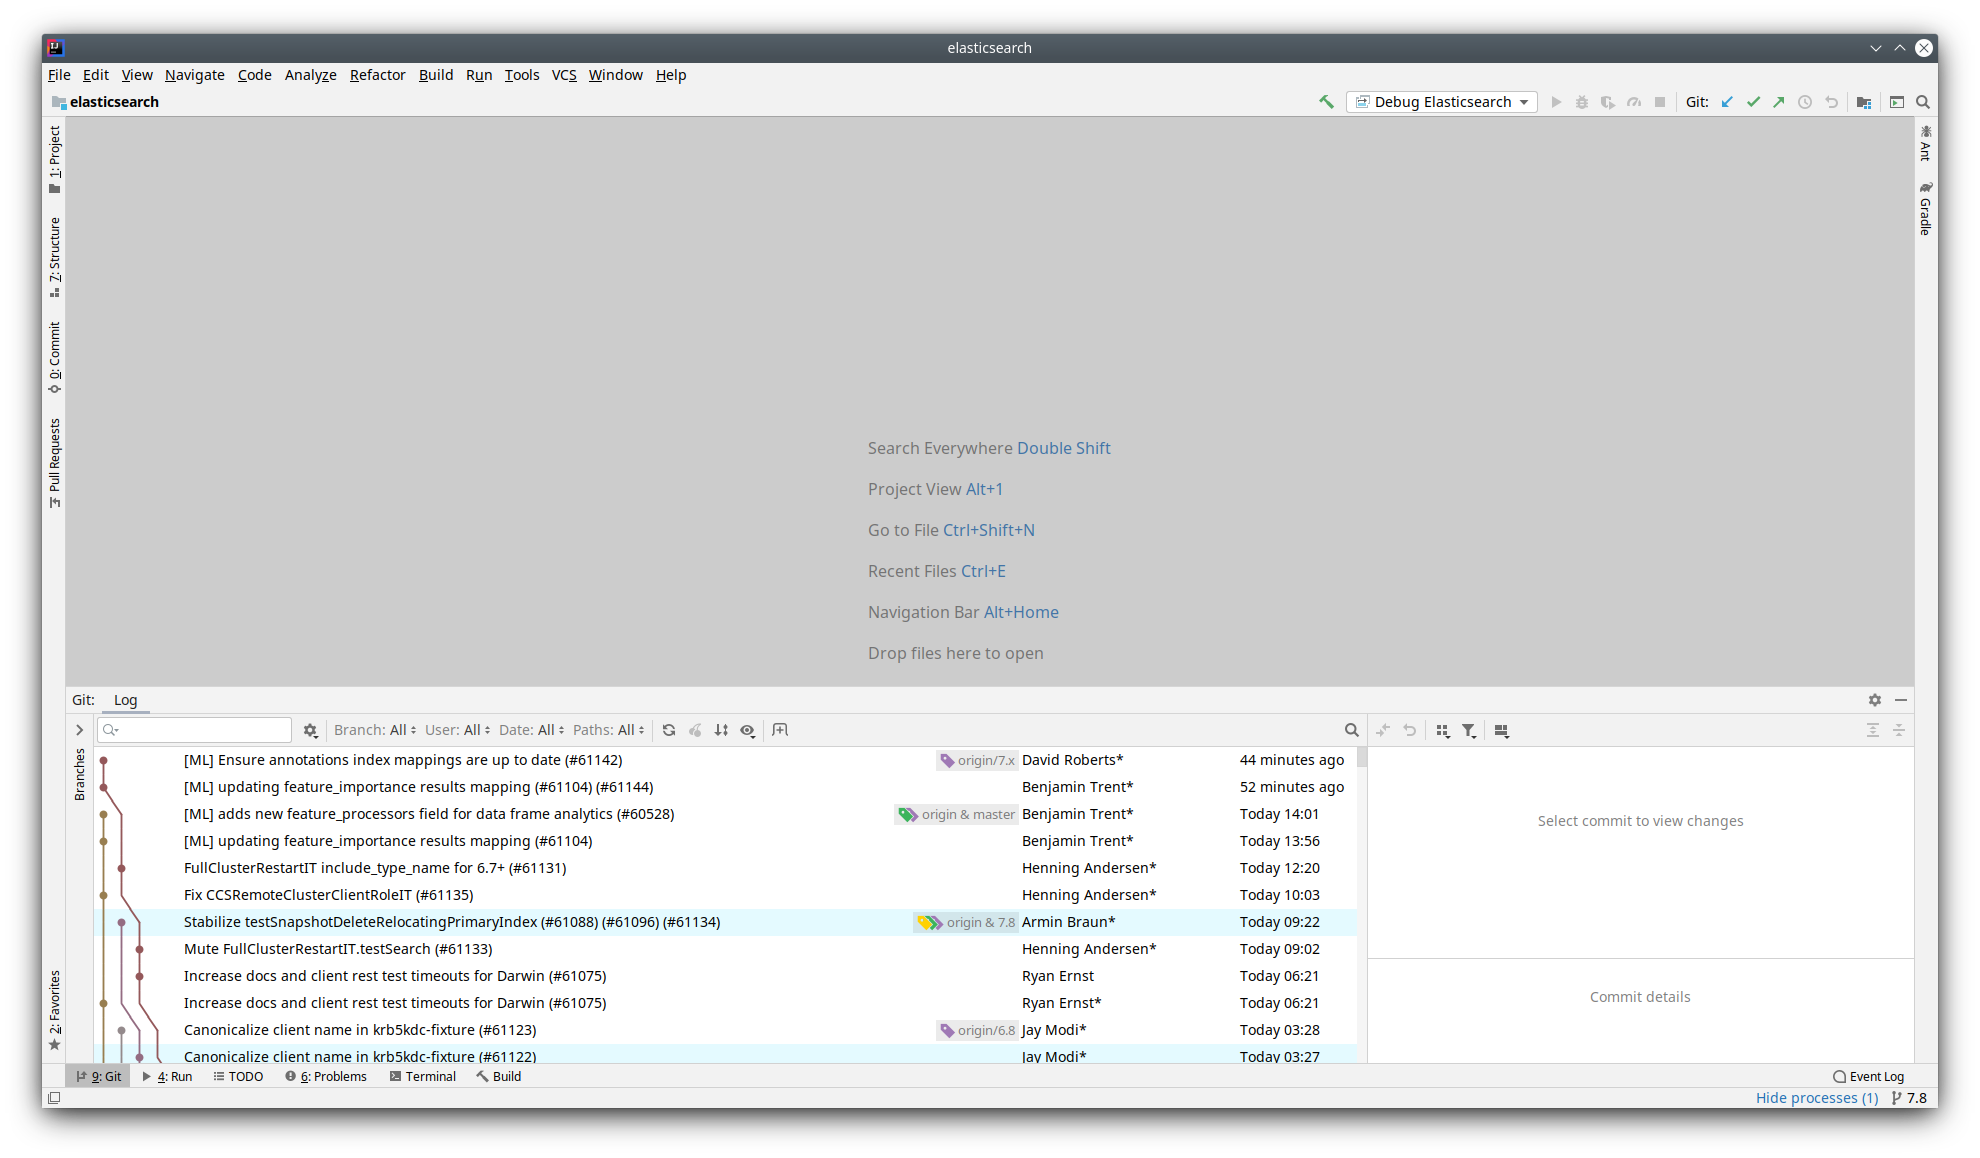 elasticsearch
File Edit View Navigate Code Analyze Refactor Build Run Tools VCS Window Help
elasticsearch
Debug Elasticsearch
Git:
1: Project
7: Structure
0: Commit
Pull Requests
2: Favorites
Ant
Gradle
Search Everywhere Double Shift
Project View Alt+1
Go to File Ctrl+Shift+N
Recent Files Ctrl+E
Navigation Bar Alt+Home
Drop files here to open
Git: Log
Branch: All User: All Date: All Paths: All
Branches
[ML] Ensure annotations index mappings are up to date (#61142) origin/7.x David Roberts* 44 minutes ago
[ML] updating feature_importance results mapping (#61104) (#61144) Benjamin Trent* 52 minutes ago
[ML] adds new feature_processors field for data frame analytics (#60528) origin & master Benjamin Trent* Today 14:01
[ML] updating feature_importance results mapping (#61104) Benjamin Trent* Today 13:56
FullClusterRestartIT include_type_name for 6.7+ (#61131) Henning Andersen* Today 12:20
Fix CCSRemoteClusterClientRoleIT (#61135) Henning Andersen* Today 10:03
Stabilize testSnapshotDeleteRelocatingPrimaryIndex (#61088) (#61096) (#61134) origin & 7.8 Armin Braun* Today 09:22
Mute FullClusterRestartIT.testSearch (#61133) Henning Andersen* Today 09:02
Increase docs and client rest test timeouts for Darwin (#61075) Ryan Ernst Today 06:21
Increase docs and client rest test timeouts for Darwin (#61075) Ryan Ernst* Today 06:21
Canonicalize client name in krb5kdc-fixture (#61123) origin/6.8 Jay Modi* Today 03:28
Canonicalize client name in krb5kdc-fixture (#61122) Jay Modi* Today 03:27
Select commit to view changes
Commit details
9: Git 4: Run TODO 6: Problems Terminal Build Event Log
Hide processes (1) 7.8